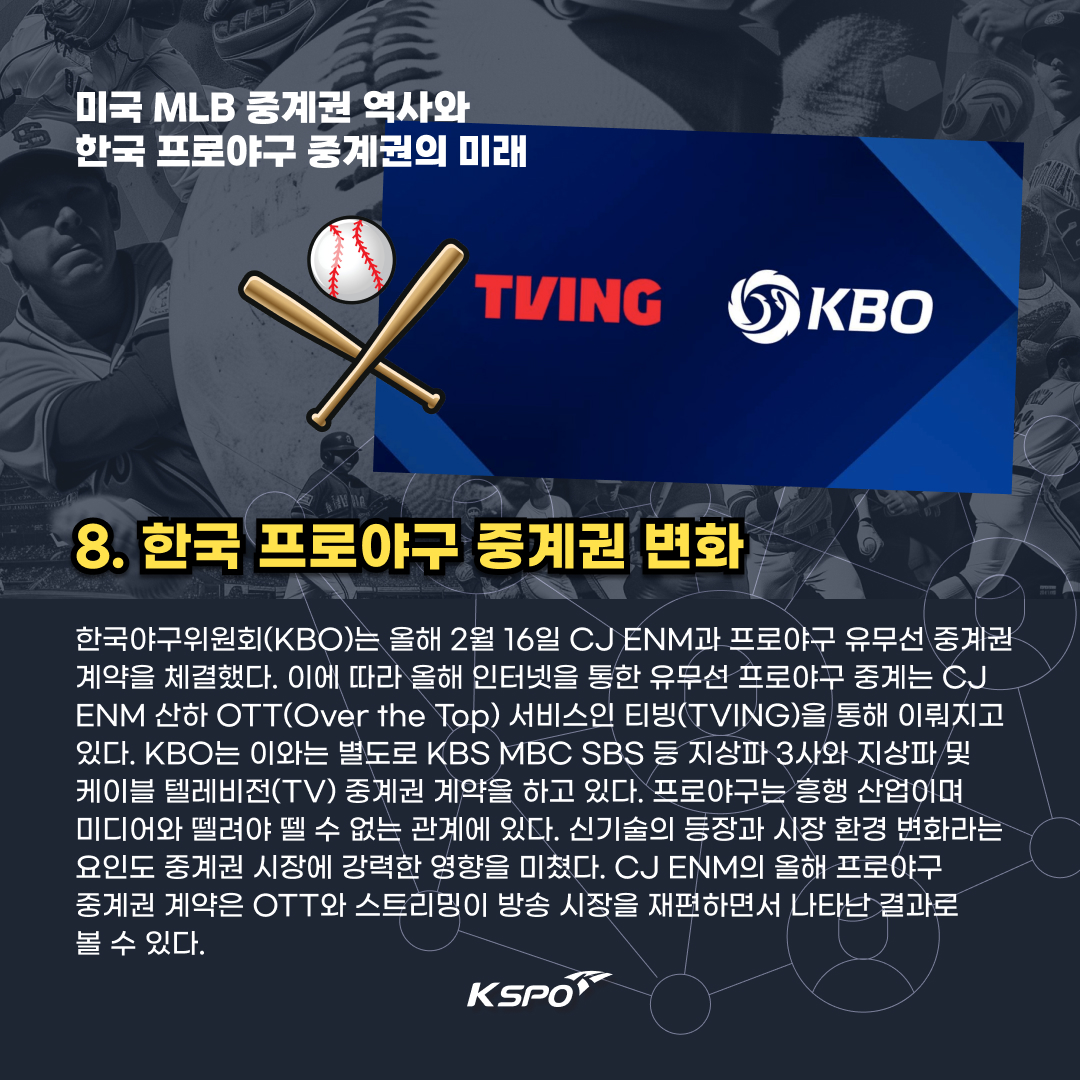 미국 MLB 중계권 역사와
한국 프로야구 중계권의 미래
TVING
KBO
8. 한국 프로야구 중계권 변화
한국야구위원회(KBO)는 올해 2월 16일 CJ ENM과 프로야구 유무선 중계권
계약을 체결했다. 이에 따라 올해 인터넷을 통한 유무선 프로야구 중계는 CJ
ENM 산하 OTT(Over the Top) 서비스인 티빙(TVING)을 통해 이뤄지고
있다. KBO는 이와는 별도로 KBS MBC SBS 등 지상파 3사와 지상파 및
케이블 텔레비전(TV) 중계권 계약을 하고 있다. 프로야구는 흥행 산업이며
미디어와 뗄려야 뗄 수 없는 관계에 있다. 신기술의 등장과 시장 환경 변화라는
요인도 중계권 시장에 강력한 영향을 미쳤다. CJ ENM의 올해 프로야구
중계권 계약은 OTT와 스트리밍이 방송 시장을 재편하면서 나타난 결과로
볼 수 있다.
KSPO